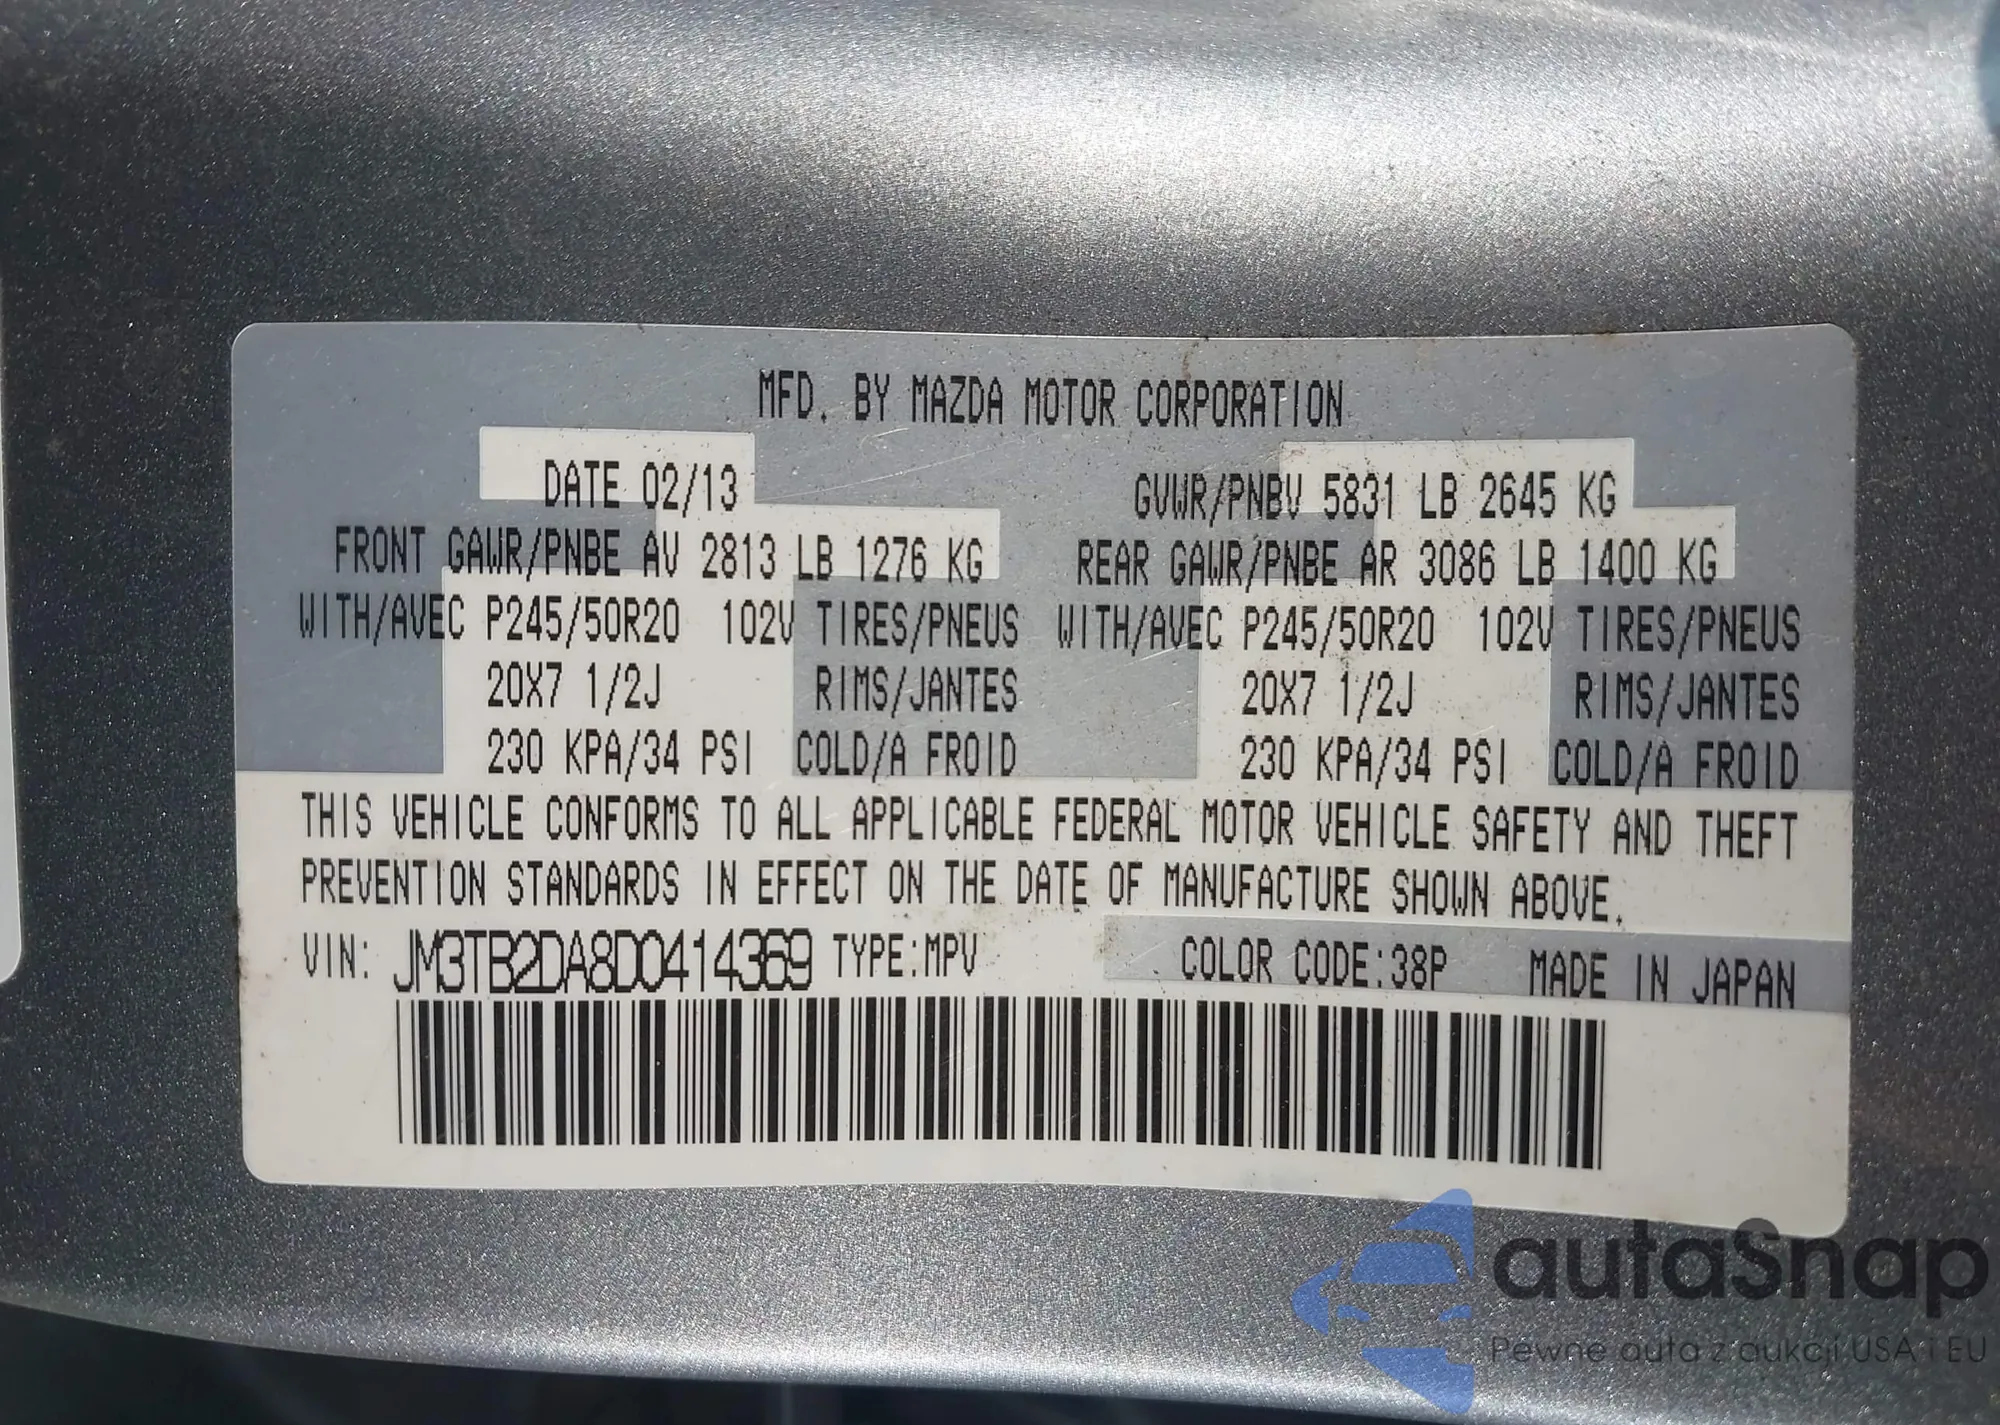 MFD. BY MAZDA MOTOR CORPORATION
DATE 02/13 GVWR/PNBV 5831 LB 2645 KG
FRONT GAWR/PNBE AV 2813 LB 1276 KG REAR GAWR/PNBE AR 3086 LB 1400 KG
WITH/AVEC P245/50R20 102V TIRES/PNEUS WITH/AVEC P245/50R20 102V TIRES/PNEUS
20X7 1/2J RIMS/JANTES 20X7 1/2J RIMS/JANTES
230 KPA/34 PSI COLD/A FROID 230 KPA/34 PSI COLD/A FROID
THIS VEHICLE CONFORMS TO ALL APPLICABLE FEDERAL MOTOR VEHICLE SAFETY AND THEFT
PREVENTION STANDARDS IN EFFECT ON THE DATE OF MANUFACTURE SHOWN ABOVE.
VIN: JM3TB2DA8D0414369 TYPE:MPV COLOR CODE:38P MADE IN JAPAN
autaSnap
Pewne auta z aukcji USA i EU